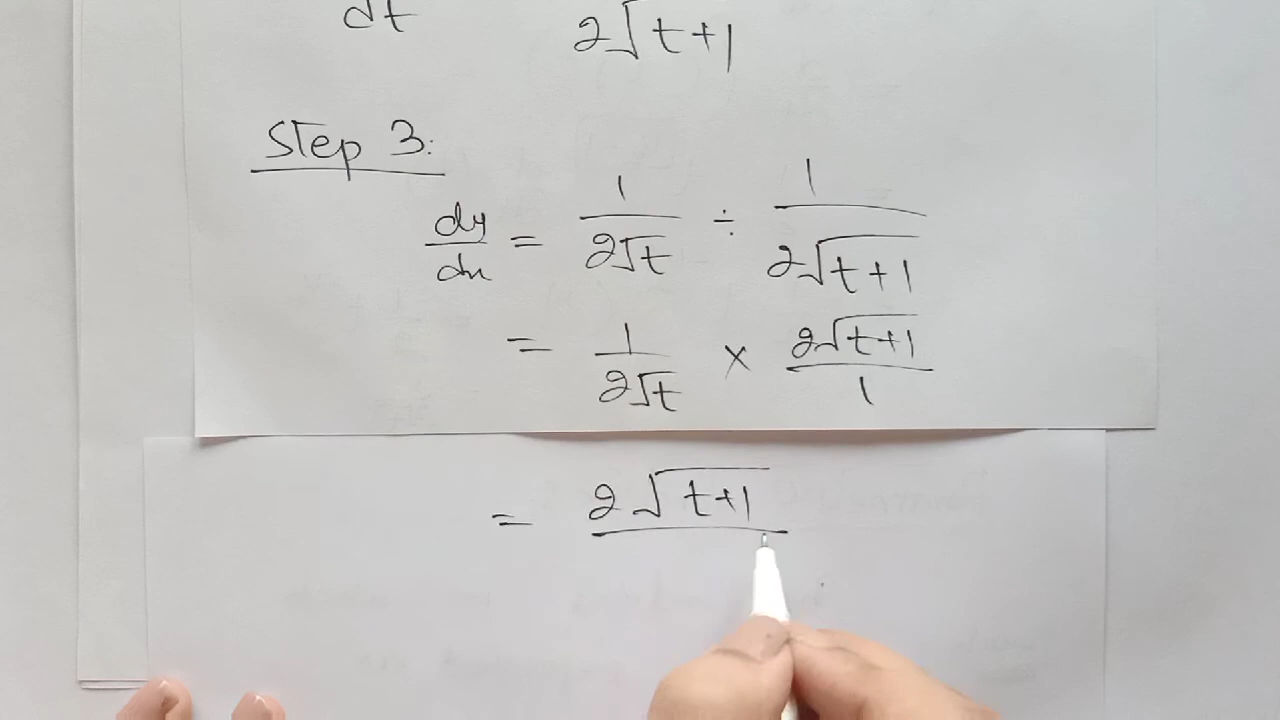 dt 2√t+1
Step 3:
dy/dx = 1/2√t ÷ 1/2√t+1
= 1/2√t × 2√t+1/1
= 2√t+1